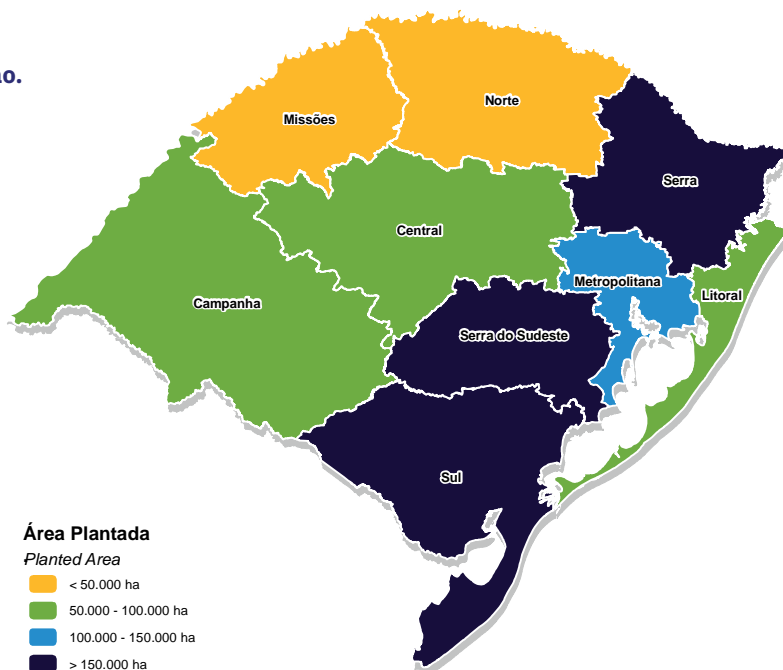 o.
Norte
Missões
Serra
Central
Metropolitana
Litoral
Campanha
Serra do Sudeste
Sul
Área Plantada
Planted Area
< 50.000 ha
50.000 - 100.000 ha
100.000 - 150.000 ha
> 150.000 ha